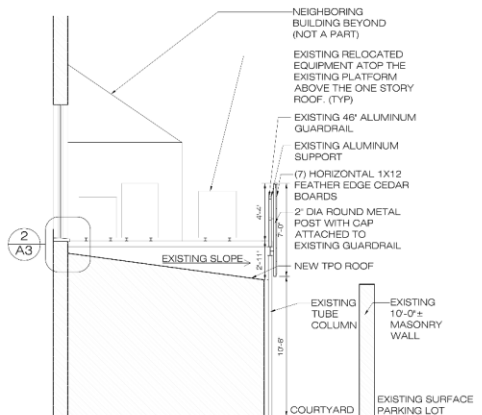 NEIGHBORING
BUILDING BEYOND
(NOT A PART)
EXISTING RELOCATED
EQUIPMENT ATOP THE
EXISTING PLATFORM
ABOVE THE ONE STORY
ROOF. (TYP)
EXISTING 46" ALUMINUM
GUARDRAIL
EXISTING ALUMINUM
SUPPORT
(7) HORIZONTAL 1X12
FEATHER EDGE CEDAR
BOARDS
2" DIA ROUND METAL
POST WITH CAP
ATTACHED TO
EXISTING GUARDRAIL
4'-4"
7'-0"
2
A3
EXISTING SLOPE
2'-11"
NEW TPO ROOF
EXISTING
TUBE
COLUMN
EXISTING
10'-0"±
MASONRY
WALL
10'-8"
COURTYARD
EXISTING SURFACE
PARKING LOT